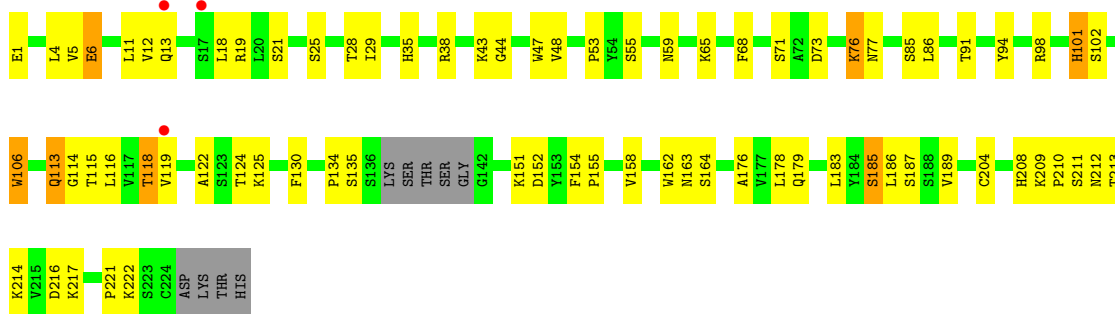 E1 L4 V5 E6 L11 V12 Q13 S17 L18 R19 L20 S21 S25 T28 I29 H35 R38 K43 G44 W47 V48 P53 Y54 S55 N59 K65 F68 S71 A72 D73 K76 N77 S85 L86 T91 Y94 R98 H101 S102
W106 Q113 G114 T115 L116 V117 T118 V119 A122 S123 T124 K125 F130 P134 S135 S136 LYS SER THR SER GLY G142 K151 D152 Y153 F154 P155 V158 W162 N163 S164 A176 V177 L178 Q179 L183 Y184 S185 L186 S187 S188 V189 C204 H208 K209 P210 S211 N212 T213
K214 V215 D216 K217 P221 K222 S223 C224 ASP LYS THR HIS